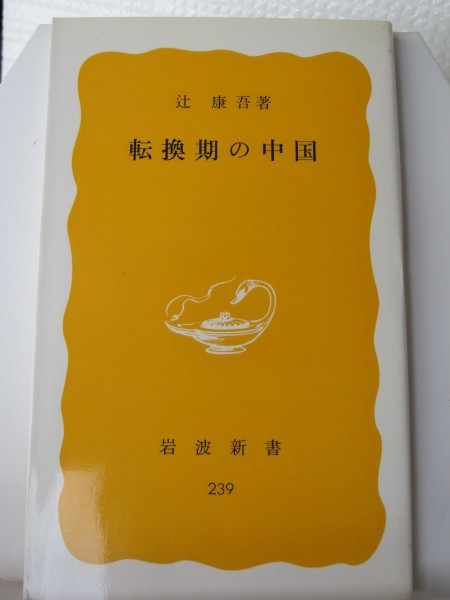 辻 康吾著
転換期の中国
岩波新書
239